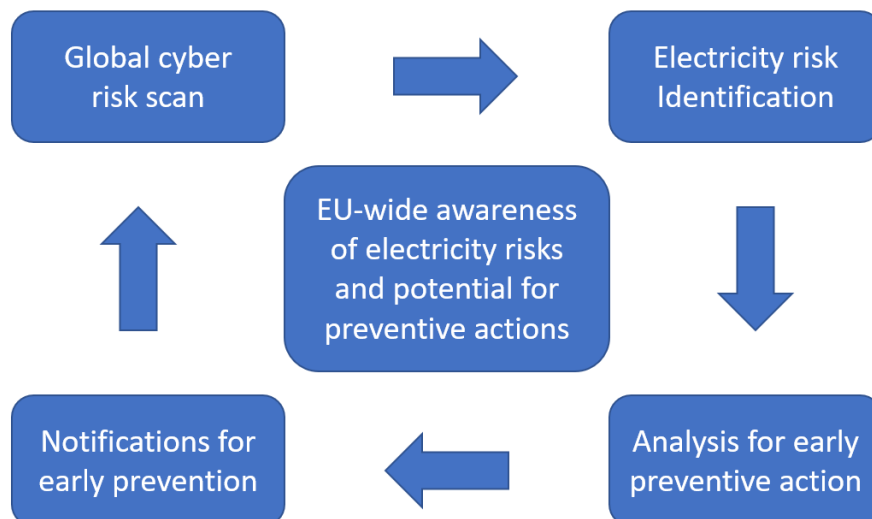 Global cyber
risk scan
Electricity risk
Identification
EU-wide awareness
of electricity risks
and potential for
preventive actions
Notifications for
early prevention
Analysis for early
preventive action